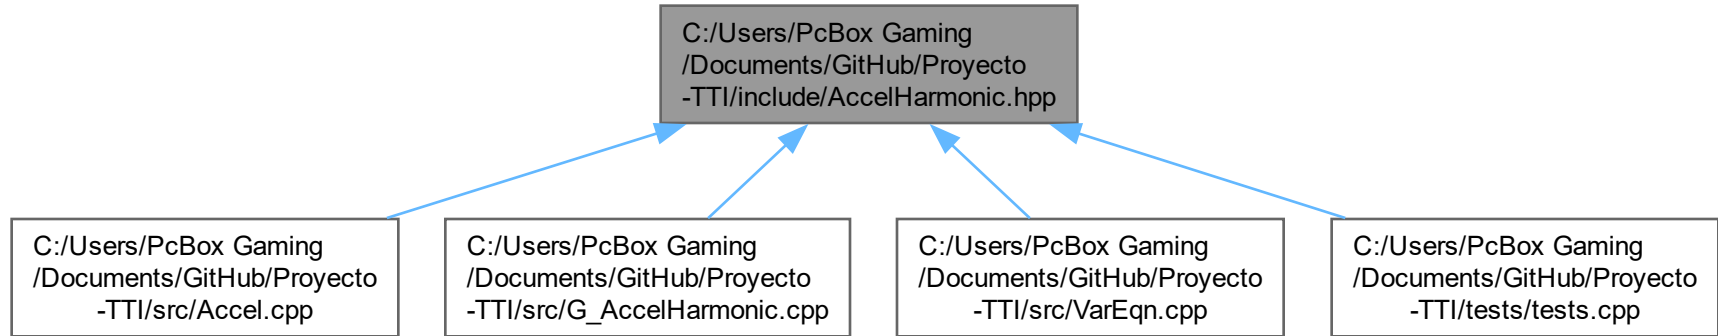 C:/Users/PcBox Gaming
/Documents/GitHub/Proyecto
-TTI/include/AccelHarmonic.hpp
C:/Users/PcBox Gaming
/Documents/GitHub/Proyecto
-TTI/src/Accel.cpp
C:/Users/PcBox Gaming
/Documents/GitHub/Proyecto
-TTI/src/G_AccelHarmonic.cpp
C:/Users/PcBox Gaming
/Documents/GitHub/Proyecto
-TTI/src/VarEqn.cpp
C:/Users/PcBox Gaming
/Documents/GitHub/Proyecto
-TTI/tests/tests.cpp